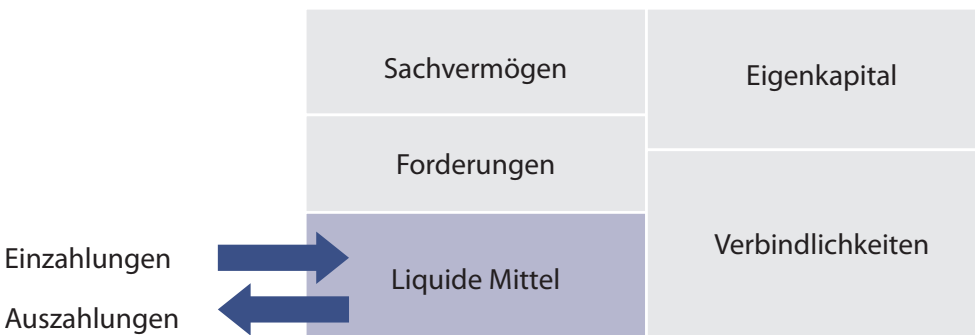 Sachvermögen
Eigenkapital
Forderungen
Verbindlichkeiten
Einzahlungen
Liquide Mittel
Auszahlungen